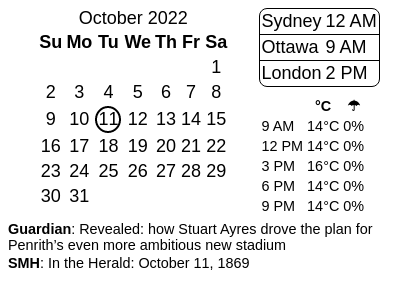 October 2022
Su Mo Tu We Th Fr Sa
1
2 3 4 5 6 7 8
9 10 11 12 13 14 15
16 17 18 19 20 21 22
23 24 25 26 27 28 29
30 31
Sydney 12 AM
Ottawa 9 AM
London 2 PM
°C ☂
9 AM 14°C 0%
12 PM 14°C 0%
3 PM 16°C 0%
6 PM 14°C 0%
9 PM 14°C 0%
Guardian: Revealed: how Stuart Ayres drove the plan for
Penrith’s even more ambitious new stadium
SMH: In the Herald: October 11, 1869